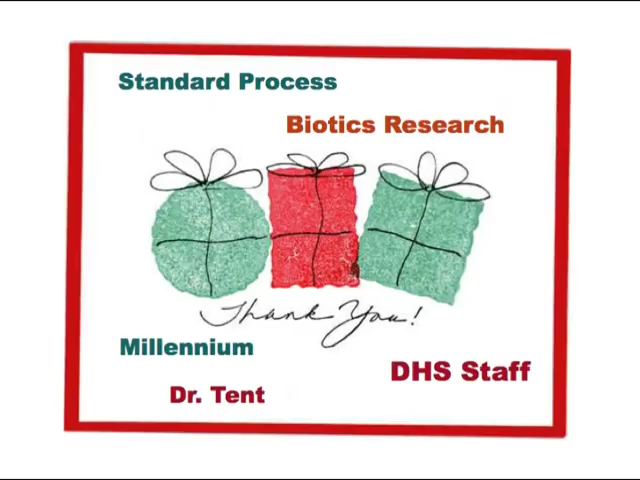 Standard Process
Biotics Research
Thank You!
Millennium
DHS Staff
Dr. Tent